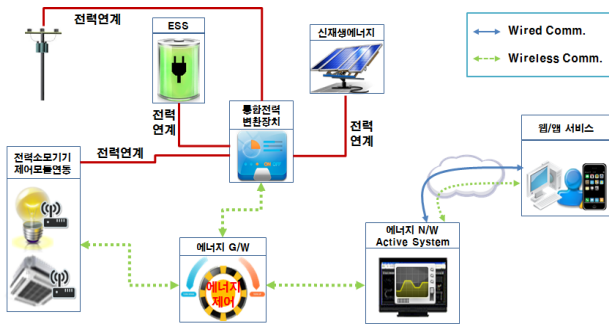 전력연계
ESS
신재생에너지
Wired Comm.
Wireless Comm.
전력
연계
통합전력
변환장치
전력
연계
전력소모기기
제어모듈연동
전력연계
웹/앱 서비스
에너지 G/W
에너지
제어
에너지 N/W
Active System